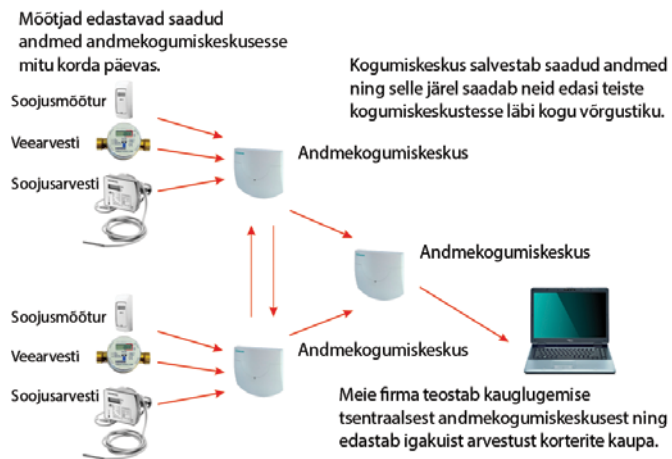 Mõõtjad edastavad saadud
andmed andmekogumiskeskusesse
mitu korda päevas.
Kogumiskeskus salvestab saadud andmed
ning selle järel saadab neid edasi teiste
kogumiskeskustesse läbi kogu võrgustiku.
Soojusmõõtur
Veearvesti
Soojusarvesti
Andmekogumiskeskus
Andmekogumiskeskus
Soojusmõõtur
Veearvesti
Soojusarvesti
Andmekogumiskeskus
Meie firma teostab kauglugemise
tsentraalsest andmekogumiskeskusest ning
edastab igakuist arvestust korterite kaupa.